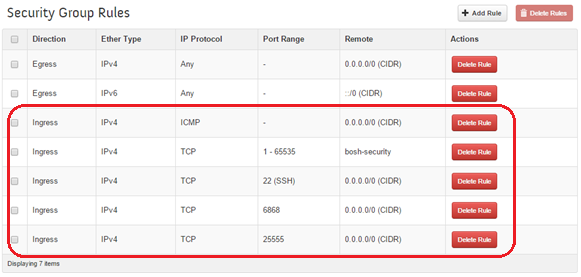 Security Group Rules + Add Rule Delete Rules
Direction Ether Type IP Protocol Port Range Remote Actions
Egress IPv4 Any - 0.0.0.0/0 (CIDR) Delete Rule
Egress IPv6 Any - ::/0 (CIDR) Delete Rule
Ingress IPv4 ICMP - 0.0.0.0/0 (CIDR) Delete Rule
Ingress IPv4 TCP 1 - 65535 bosh-security Delete Rule
Ingress IPv4 TCP 22 (SSH) 0.0.0.0/0 (CIDR) Delete Rule
Ingress IPv4 TCP 6868 0.0.0.0/0 (CIDR) Delete Rule
Ingress IPv4 TCP 25555 0.0.0.0/0 (CIDR) Delete Rule
Displaying 7 items